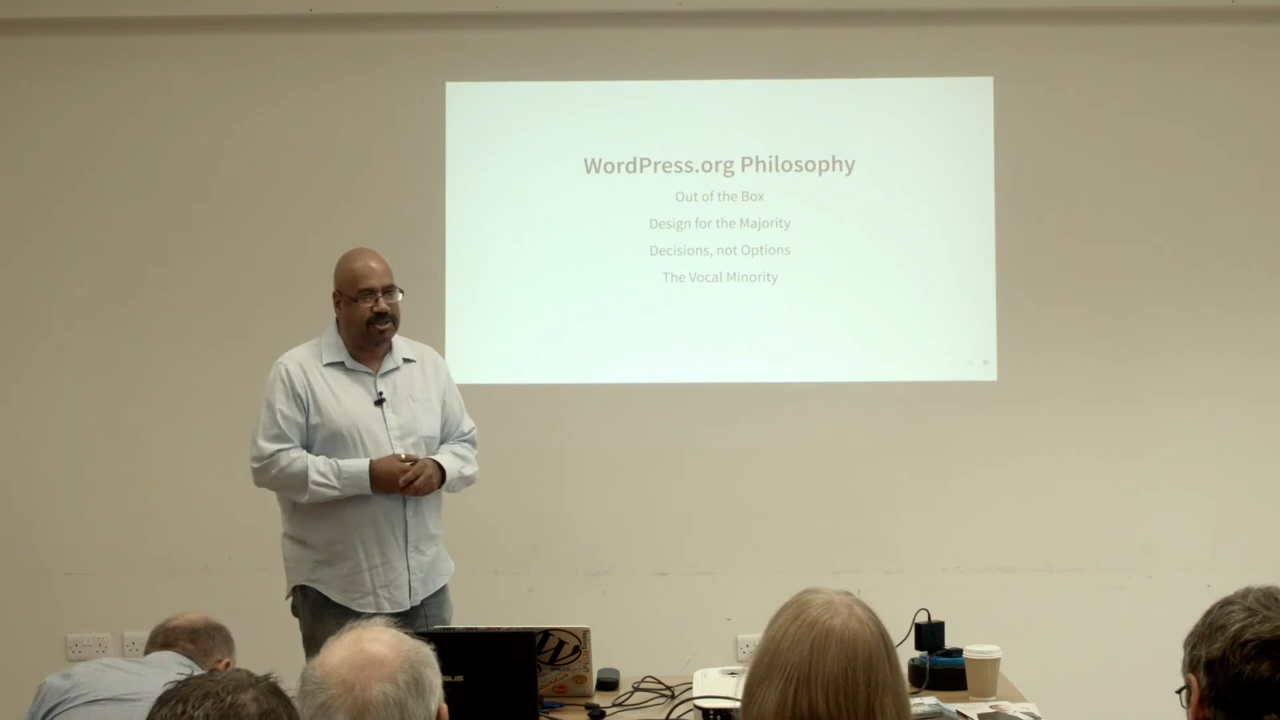 WordPress.org Philosophy
Out of the Box
Design for the Majority
Decisions, not Options
The Vocal Minority